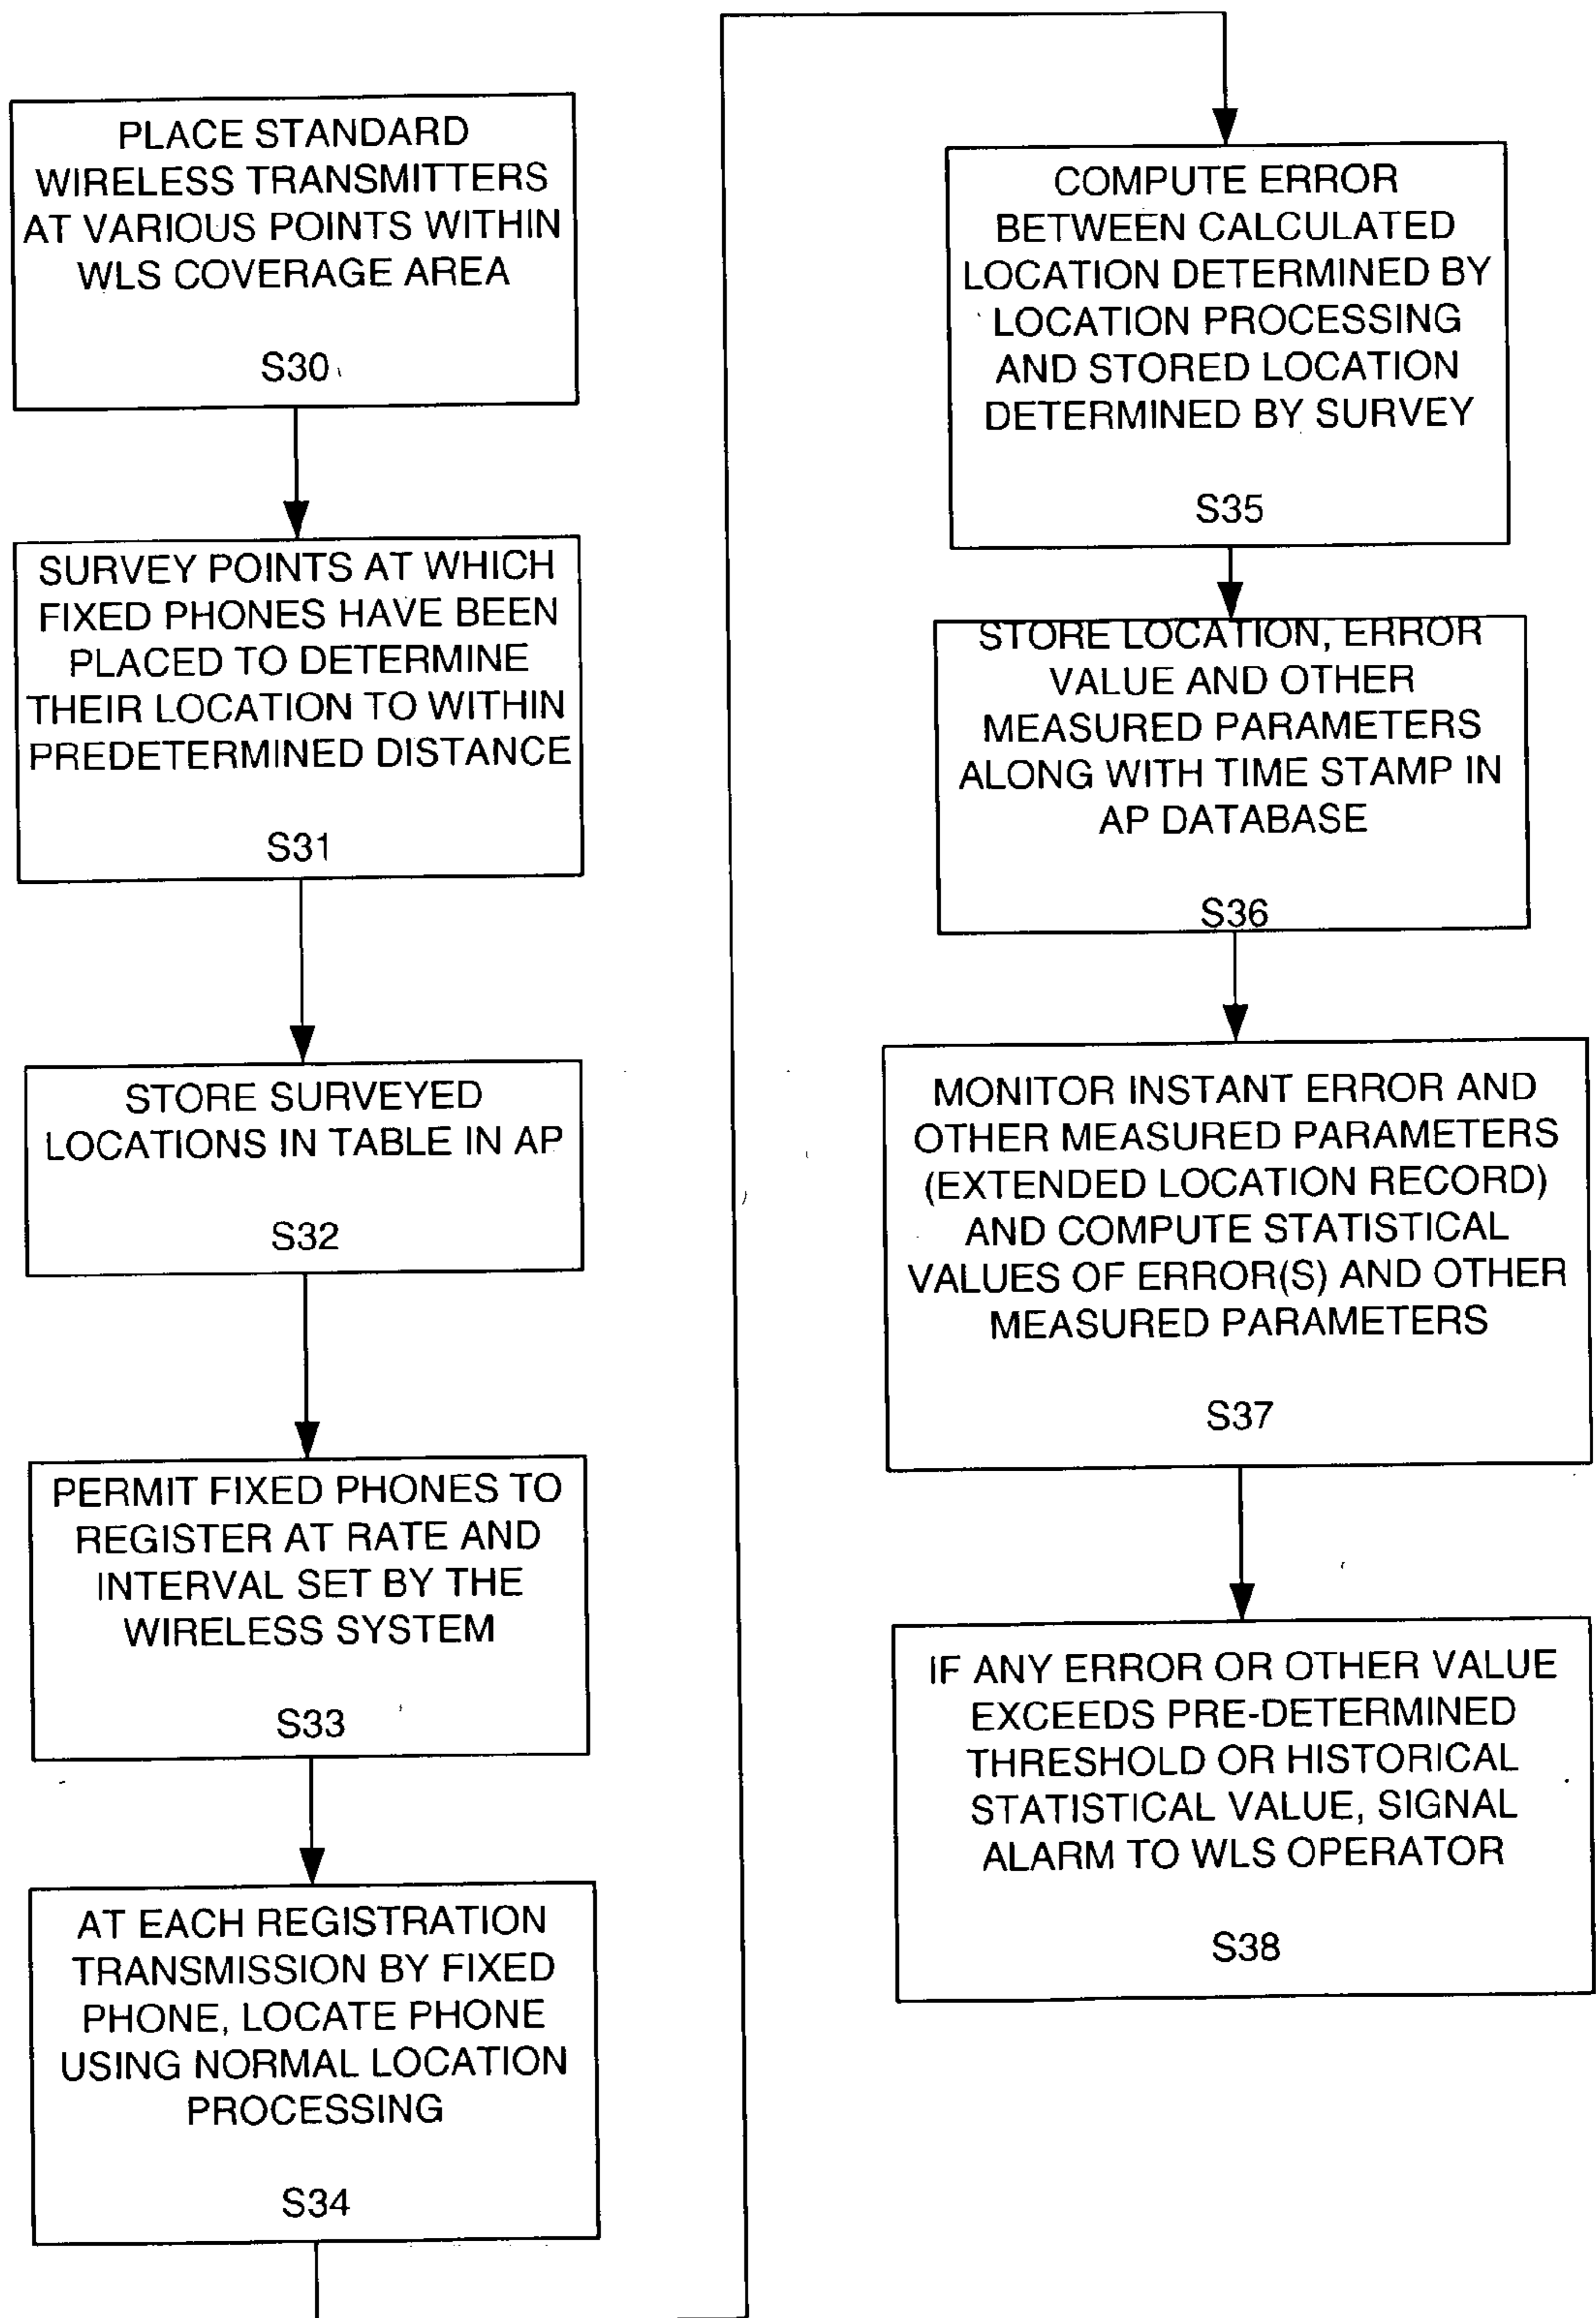 PLACE STANDARD
WIRELESS TRANSMITTERS
AT VARIOUS POINTS WITHIN
WLS COVERAGE AREA
S30
SURVEY POINTS AT WHICH
FIXED PHONES HAVE BEEN
PLACED TO DETERMINE
THEIR LOCATION TO WITHIN
PREDETERMINED DISTANCE
S31
STORE SURVEYED
LOCATIONS IN TABLE IN AP
S32
PERMIT FIXED PHONES TO
REGISTER AT RATE AND
INTERVAL SET BY THE
WIRELESS SYSTEM
S33
AT EACH REGISTRATION
TRANSMISSION BY FIXED
PHONE, LOCATE PHONE
USING NORMAL LOCATION
PROCESSING
S34
COMPUTE ERROR
BETWEEN CALCULATED
LOCATION DETERMINED BY
LOCATION PROCESSING
AND STORED LOCATION
DETERMINED BY SURVEY
S35
STORE LOCATION, ERROR
VALUE AND OTHER
MEASURED PARAMETERS
ALONG WITH TIME STAMP IN
AP DATABASE
S36
MONITOR INSTANT ERROR AND
OTHER MEASURED PARAMETERS
(EXTENDED LOCATION RECORD)
AND COMPUTE STATISTICAL
VALUES OF ERROR(S) AND OTHER
MEASURED PARAMETERS
S37
IF ANY ERROR OR OTHER VALUE
EXCEEDS PRE-DETERMINED
THRESHOLD OR HISTORICAL
STATISTICAL VALUE, SIGNAL
ALARM TO WLS OPERATOR
S38